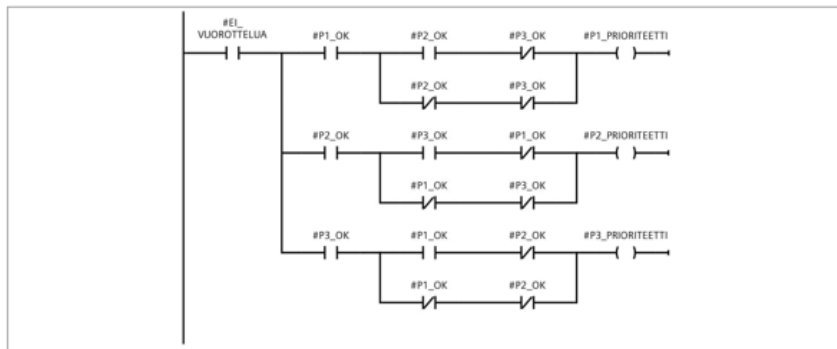 #EI_
VUOROTTELUA
#P1_OK #P2_OK #P3_OK #P1_PRIORITEETTI
#P2_OK #P3_OK
#P2_OK #P3_OK #P1_OK #P2_PRIORITEETTI
#P1_OK #P3_OK
#P3_OK #P1_OK #P2_OK #P3_PRIORITEETTI
#P1_OK #P2_OK